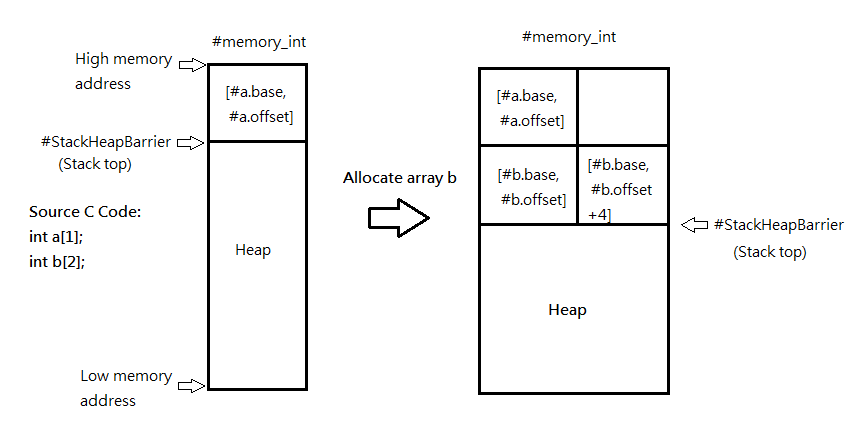 #memory_int
High memory
address
[#a.base,
#a.offset]
#StackHeapBarrier
(Stack top)
Source C Code:
int a[1];
int b[2];
Heap
Low memory
address
Allocate array b
#memory_int
[#a.base,
#a.offset]
[#b.base,
#b.offset]
[#b.base,
#b.offset
+4]
#StackHeapBarrier
(Stack top)
Heap